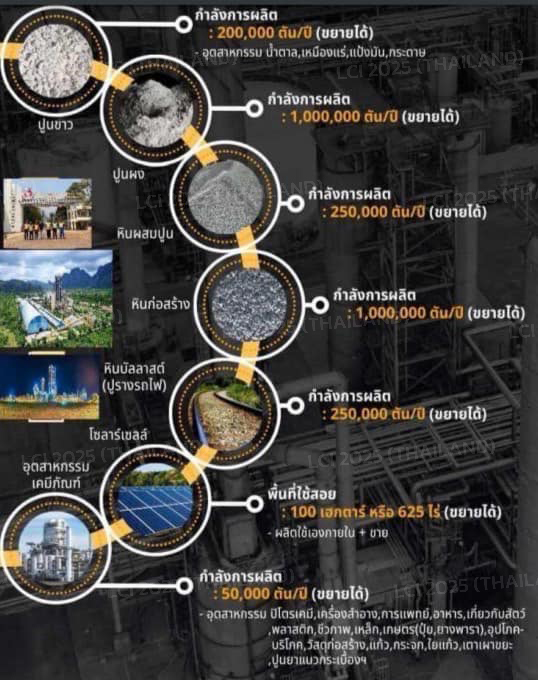 กำลังการผลิต
: 200,000 ตัน/ปี (ขยายได้)
- อุตสาหกรรม น้ำตาล,เหมืองแร่,แป้งมัน,กระดาษ
LCI 2025 (THAILAND)
ปูนขาว
กำลังการผลิต
: 1,000,000 ตัน/ปี (ขยายได้)
ปูนผง
กำลังการผลิต
: 250,000 ตัน/ปี (ขยายได้)
หินผสมปูน
กำลังการผลิต
: 1,000,000 ตัน/ปี (ขยายได้)
หินก่อสร้าง
หินบัลลาสต์
(ปูรางรถไฟ)
กำลังการผลิต
: 250,000 ตัน/ปี (ขยายได้)
โซลาร์เซลล์
LCI 2025 (THAILAND)
พื้นที่ใช้สอย
: 100 เฮกตาร์ หรือ 625 ไร่ (ขยายได้)
- ผลิตใช้เองภายใน + ขาย
อุตสาหกรรม
เคมีภัณฑ์
กำลังการผลิต
: 50,000 ตัน/ปี (ขยายได้)
- อุตสาหกรรม ปิโตรเคมี,เครื่องสำอาง,การแพทย์,อาหาร,เกี่ยวกับสัตว์
,พลาสติก,ชีวภาพ,เหล็ก,เกษตร(ปุ๋ย,ยางพารา),อุปโภค-
บริโภค,วัสดุก่อสร้าง,แก้ว,กระจก,ใยแก้ว,เตาเผาขยะ
,ปูนยาแนวกระเบื้องฯ